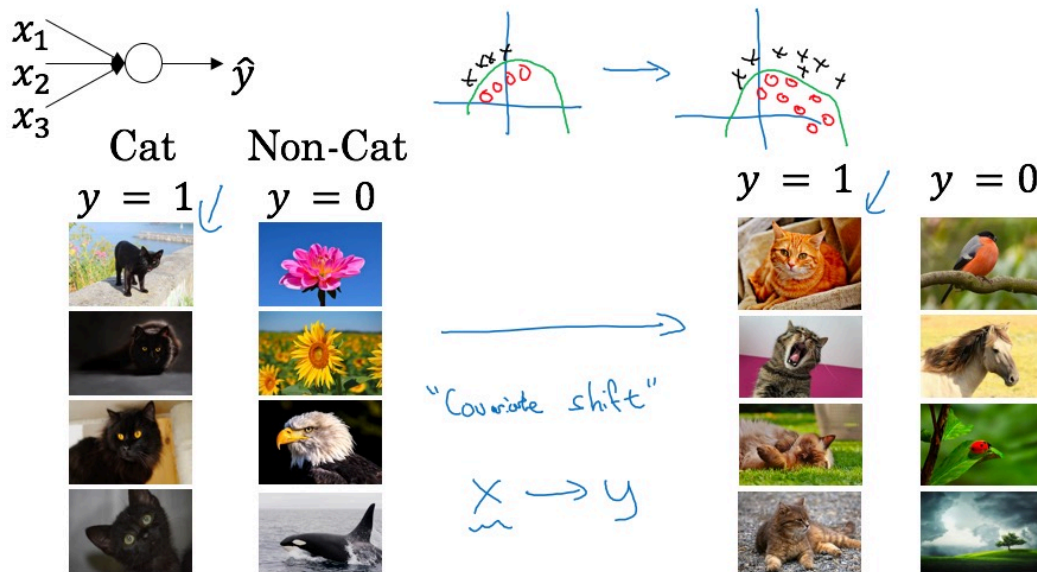 x₁
x₂
x₃
ŷ
Cat
Non-Cat
y = 1
y = 0
y = 1
y = 0
"Covariate shift"
x → y